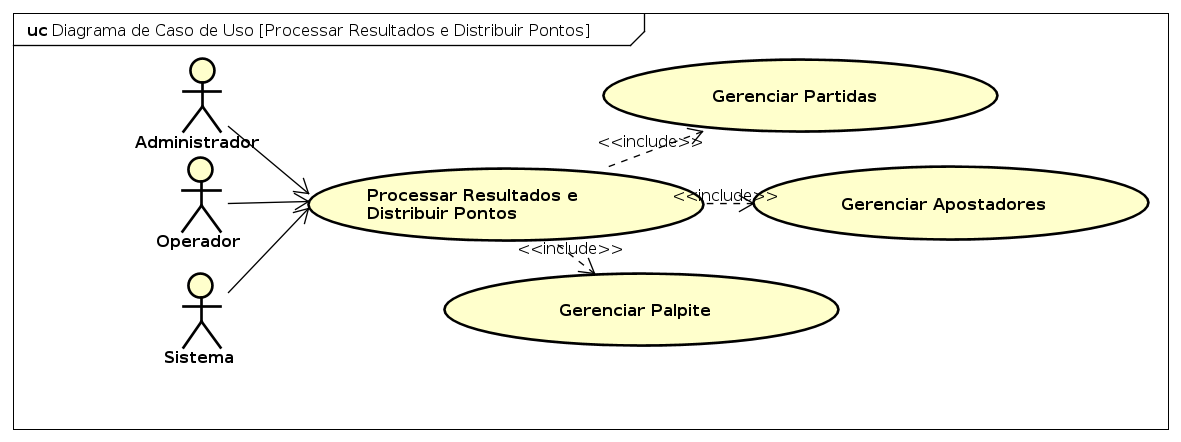 uc Diagrama de Caso de Uso [Processar Resultados e Distribuir Pontos]
Administrador
Operador
Sistema
Processar Resultados e
Distribuir Pontos
<<include>>
Gerenciar Partidas
<<include>>
Gerenciar Apostadores
<<include>>
Gerenciar Palpite